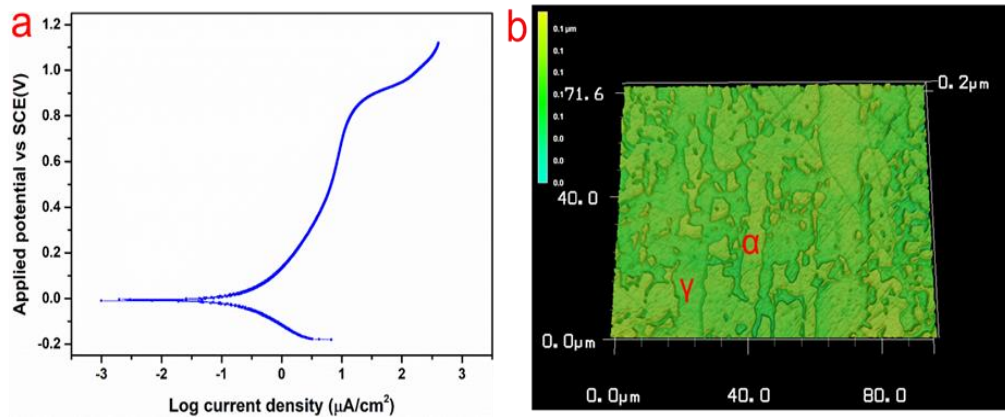 a
Applied potential vs SCE(V)
1.2
1.0
0.8
0.6
0.4
0.2
0.0
-0.2
-3 -2 -1 0 1 2 3
Log current density (μA/cm²)
b
0.1 μm
0.1
0.1
0.1
0.1
0.0
0.0
0.0
71.6
0.2μm
40.0
α
γ
0.0μm
0.0μm 40.0 80.0